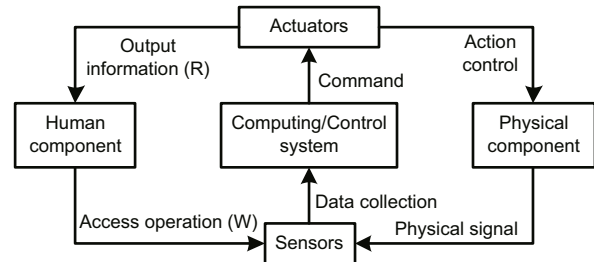 Actuators
Output
information (R)
Action
control
Command
Human
component
Computing/Control
system
Physical
component
Data collection
Access operation (W)
Physical signal
Sensors